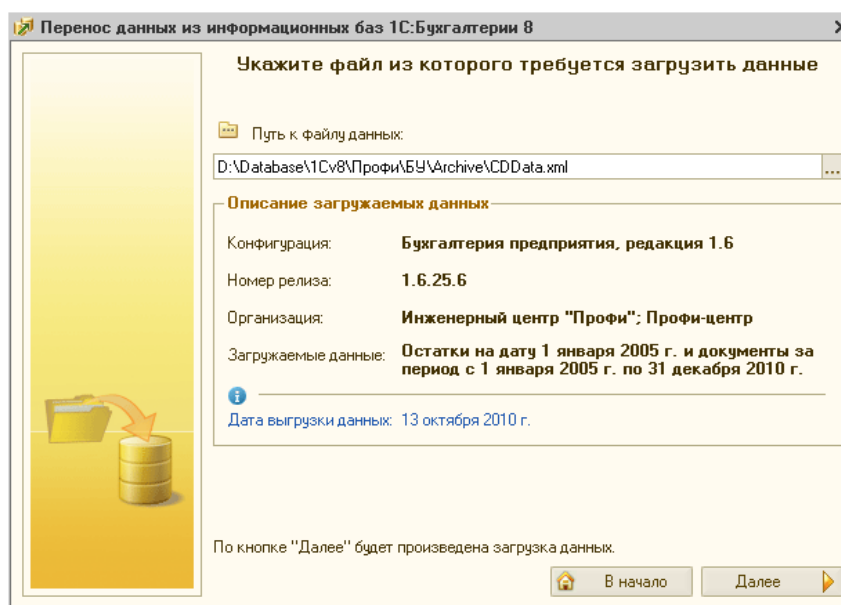 Перенос данных из информационных баз 1С:Бухгалтерии 8
Укажите файл из которого требуется загрузить данные
Путь к файлу данных:
D:\Database\1Cv8\Профи\БУ\Archive\CDData.xml
...
Описание загружаемых данных
Конфигурация: Бухгалтерия предприятия, редакция 1.6
Номер релиза: 1.6.25.6
Организация: Инженерный центр "Профи"; Профи-центр
Загружаемые данные: Остатки на дату 1 января 2005 г. и документы за
период с 1 января 2005 г. по 31 декабря 2010 г.
Дата выгрузки данных: 13 октября 2010 г.
По кнопке "Далее" будет произведена загрузка данных.
В начало Далее